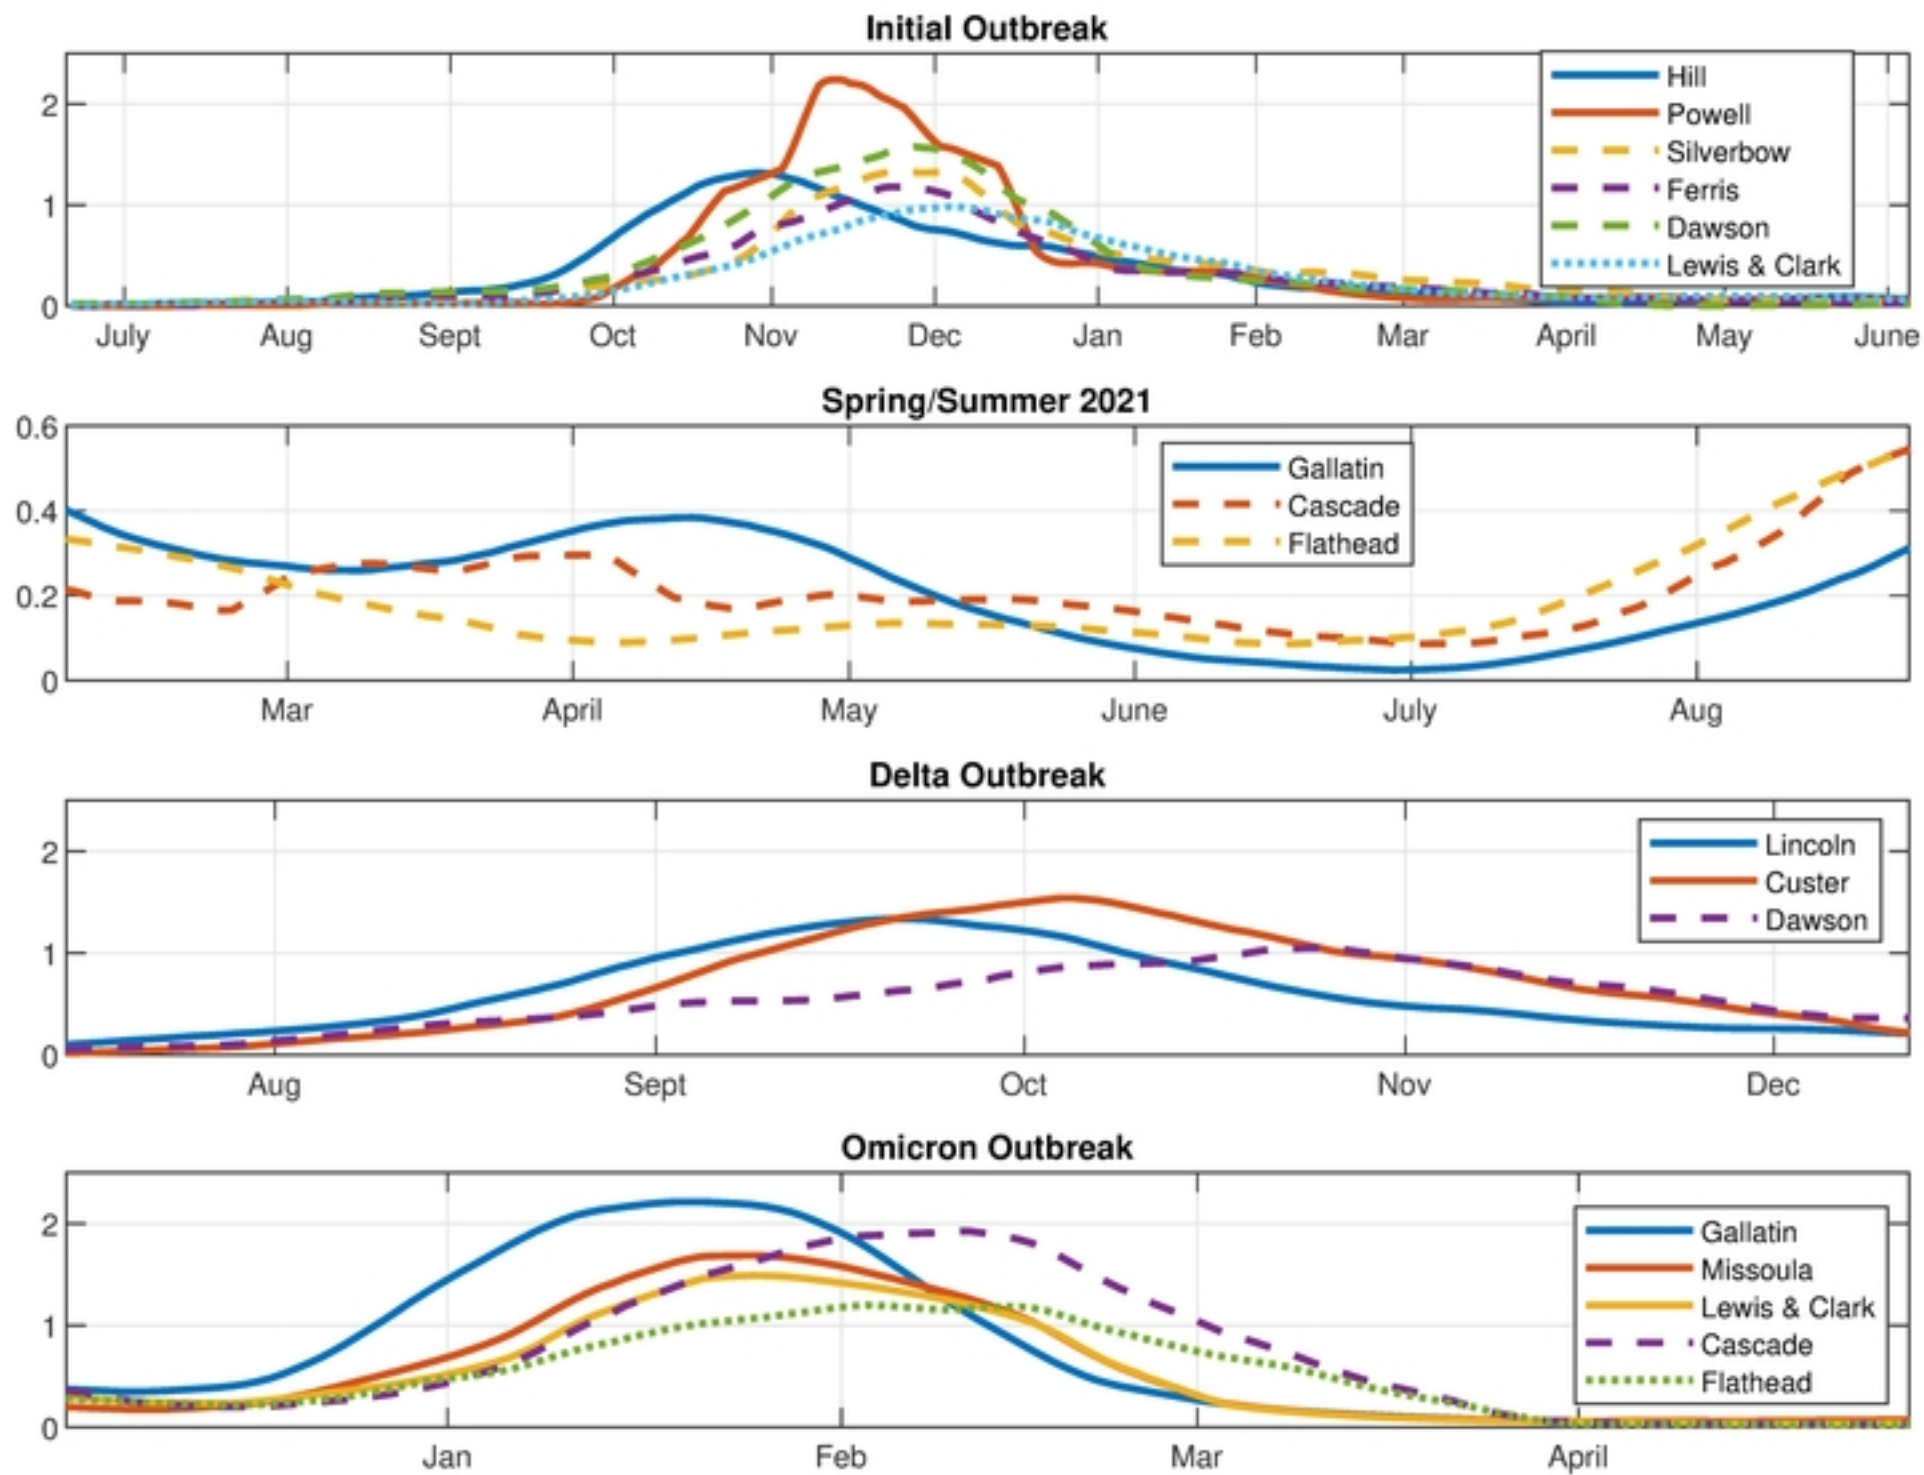 Initial Outbreak
2
1
0
Hill
Powell
Silverbow
Ferris
Dawson
Lewis & Clark
July Aug Sept Oct Nov Dec Jan Feb Mar April May June
Spring/Summer 2021
0.6
0.4
0.2
0
Gallatin
Cascade
Flathead
Mar April May June July Aug
Delta Outbreak
2
1
0
Lincoln
Custer
Dawson
Aug Sept Oct Nov Dec
Omicron Outbreak
2
1
0
Gallatin
Missoula
Lewis & Clark
Cascade
Flathead
Jan Feb Mar April